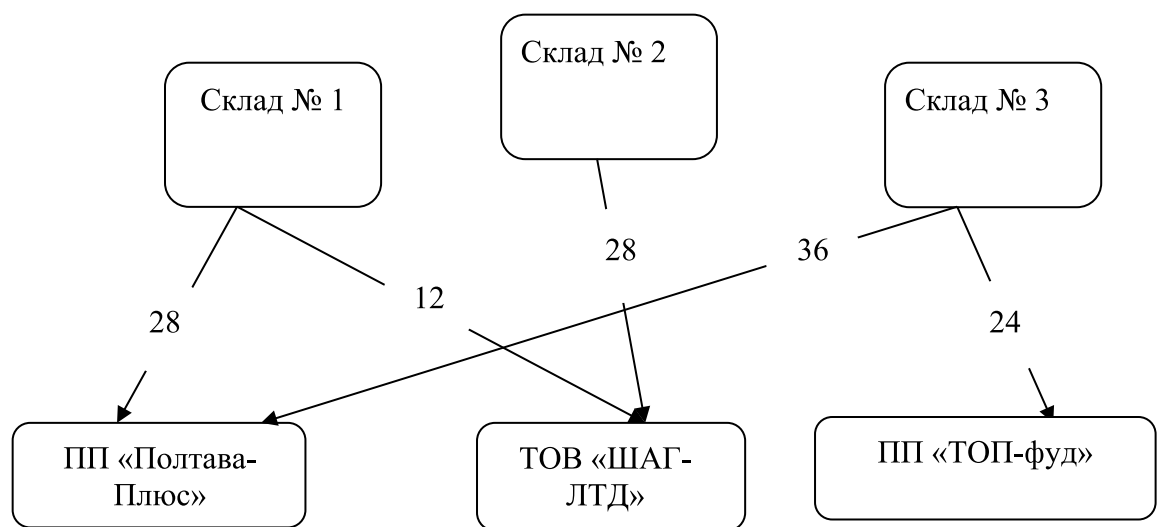 Склад № 2
Склад № 1
Склад № 3
28
36
12
28
24
ПП «Полтава-
Плюс»
ТОВ «ШАГ-
ЛТД»
ПП «ТОП-фуд»